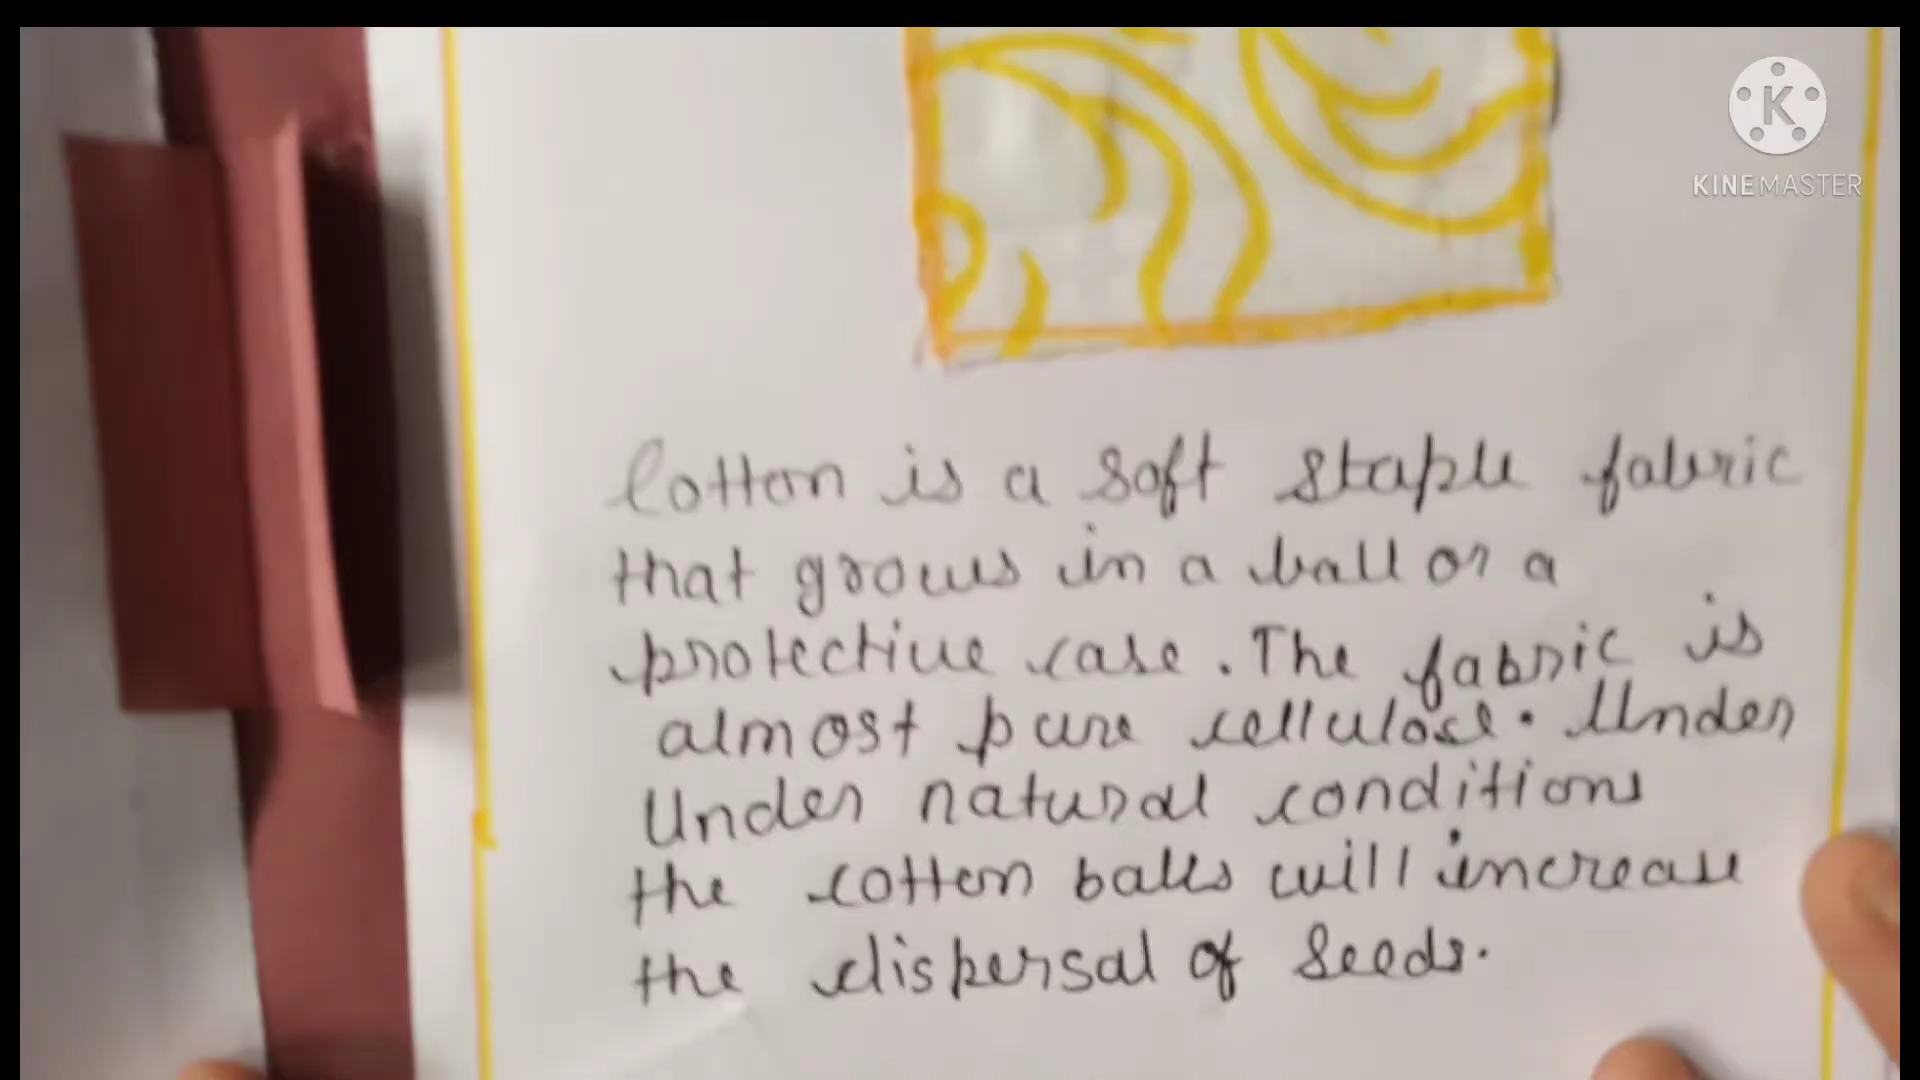 KINEMASTER
Cotton is a soft staple fabric
that grows in a ball or a
protective case. The fabric is
almost pure cellulose. Under
Under natural conditions
the cotton balls will increase
the dispersal of seeds.